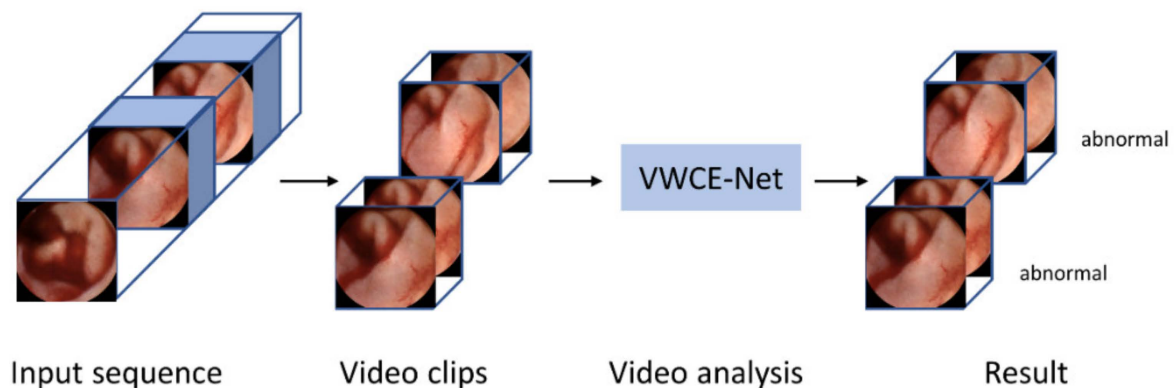 abnormal
VWCE-Net
abnormal
Input sequence
Video clips
Video analysis
Result